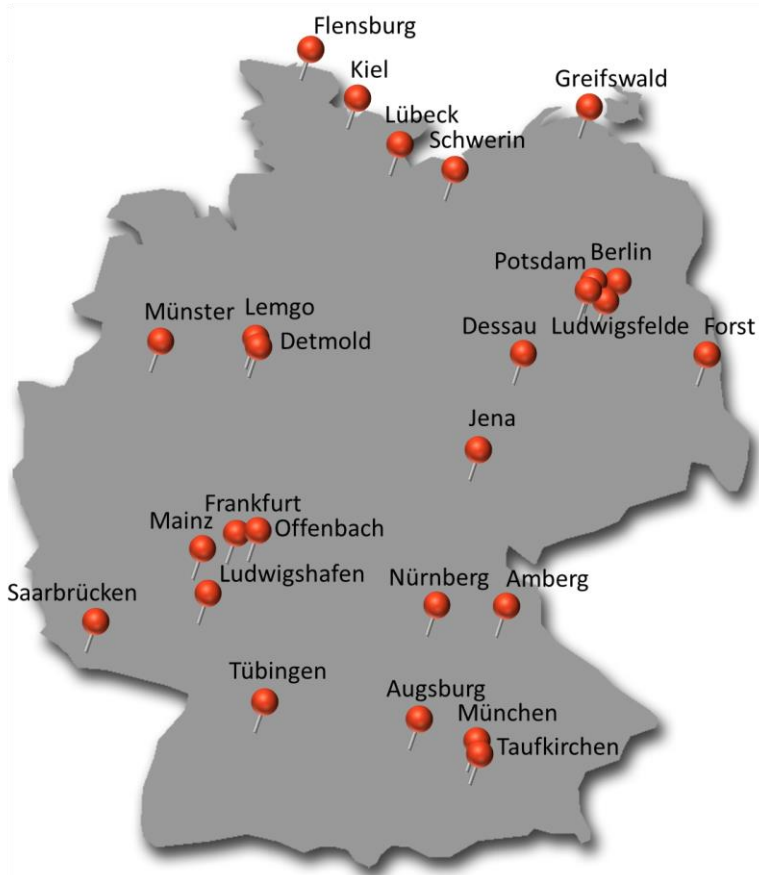 Flensburg
Kiel
Greifswald
Lübeck
Schwerin
Potsdam
Berlin
Münster
Lemgo
Detmold
Dessau
Ludwigsfelde
Forst
Jena
Frankfurt
Mainz
Offenbach
Ludwigshafen
Nürnberg
Amberg
Saarbrücken
Tübingen
Augsburg
München
Taufkirchen